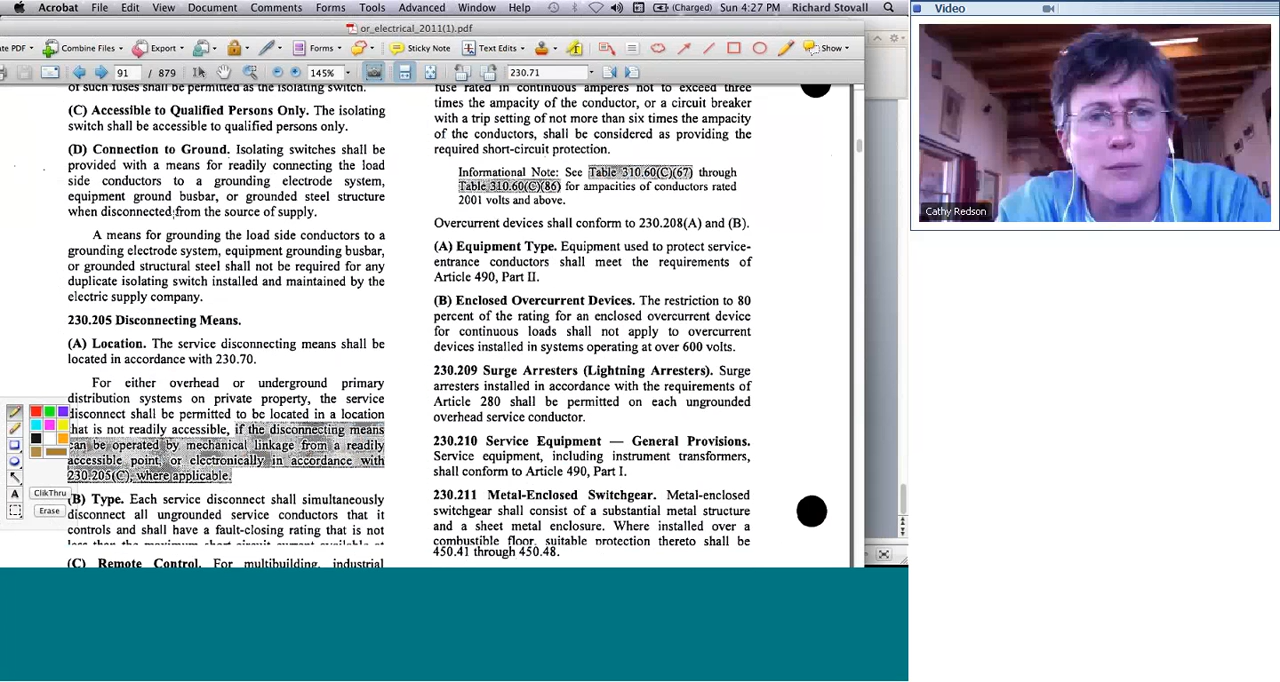 Acrobat File Edit View Document Comments Forms Tools Advanced Window Help (Charged) Sun 4:27 PM Richard Stovall
or_electrical_2011(1).pdf
ate PDF Combine Files Export Forms Sticky Note Text Edits Show
91 / 879 145% 230.71
of such fuses shall be permitted as the isolating switch.
(C) Accessible to Qualified Persons Only. The isolating
switch shall be accessible to qualified persons only.
(D) Connection to Ground. Isolating switches shall be
provided with a means for readily connecting the load
side conductors to a grounding electrode system,
equipment ground busbar, or grounded steel structure
when disconnected from the source of supply.
A means for grounding the load side conductors to a
grounding electrode system, equipment grounding busbar,
or grounded structural steel shall not be required for any
duplicate isolating switch installed and maintained by the
electric supply company.
230.205 Disconnecting Means.
(A) Location. The service disconnecting means shall be
located in accordance with 230.70.
For either overhead or underground primary
distribution systems on private property, the service
disconnect shall be permitted to be located in a location
that is not readily accessible, if the disconnecting means
can be operated by mechanical linkage from a readily
accessible point, or electronically in accordance with
230.205(C), where applicable.
(B) Type. Each service disconnect shall simultaneously
disconnect all ungrounded service conductors that it
controls and shall have a fault-closing rating that is not
less than the maximum short-circuit current available at
(C) Remote Control. For multibuilding, industrial
fuse rated in continuous amperes not to exceed three
times the ampacity of the conductor, or a circuit breaker
with a trip setting of not more than six times the ampacity
of the conductors, shall be considered as providing the
required short-circuit protection.
Informational Note: See Table 310.60(C)(67) through
Table 310.60(C)(86) for ampacities of conductors rated
2001 volts and above.
Overcurrent devices shall conform to 230.208(A) and (B).
(A) Equipment Type. Equipment used to protect service-
entrance conductors shall meet the requirements of
Article 490, Part II.
(B) Enclosed Overcurrent Devices. The restriction to 80
percent of the rating for an enclosed overcurrent device
for continuous loads shall not apply to overcurrent
devices installed in systems operating at over 600 volts.
230.209 Surge Arresters (Lightning Arresters). Surge
arresters installed in accordance with the requirements of
Article 280 shall be permitted on each ungrounded
overhead service conductor.
230.210 Service Equipment — General Provisions.
Service equipment, including instrument transformers,
shall conform to Article 490, Part I.
230.211 Metal-Enclosed Switchgear. Metal-enclosed
switchgear shall consist of a substantial metal structure
and a sheet metal enclosure. Where installed over a
combustible floor, suitable protection thereto shall be
450.41 through 450.48.
A
ClikThru
Erase
Video
Cathy Redson